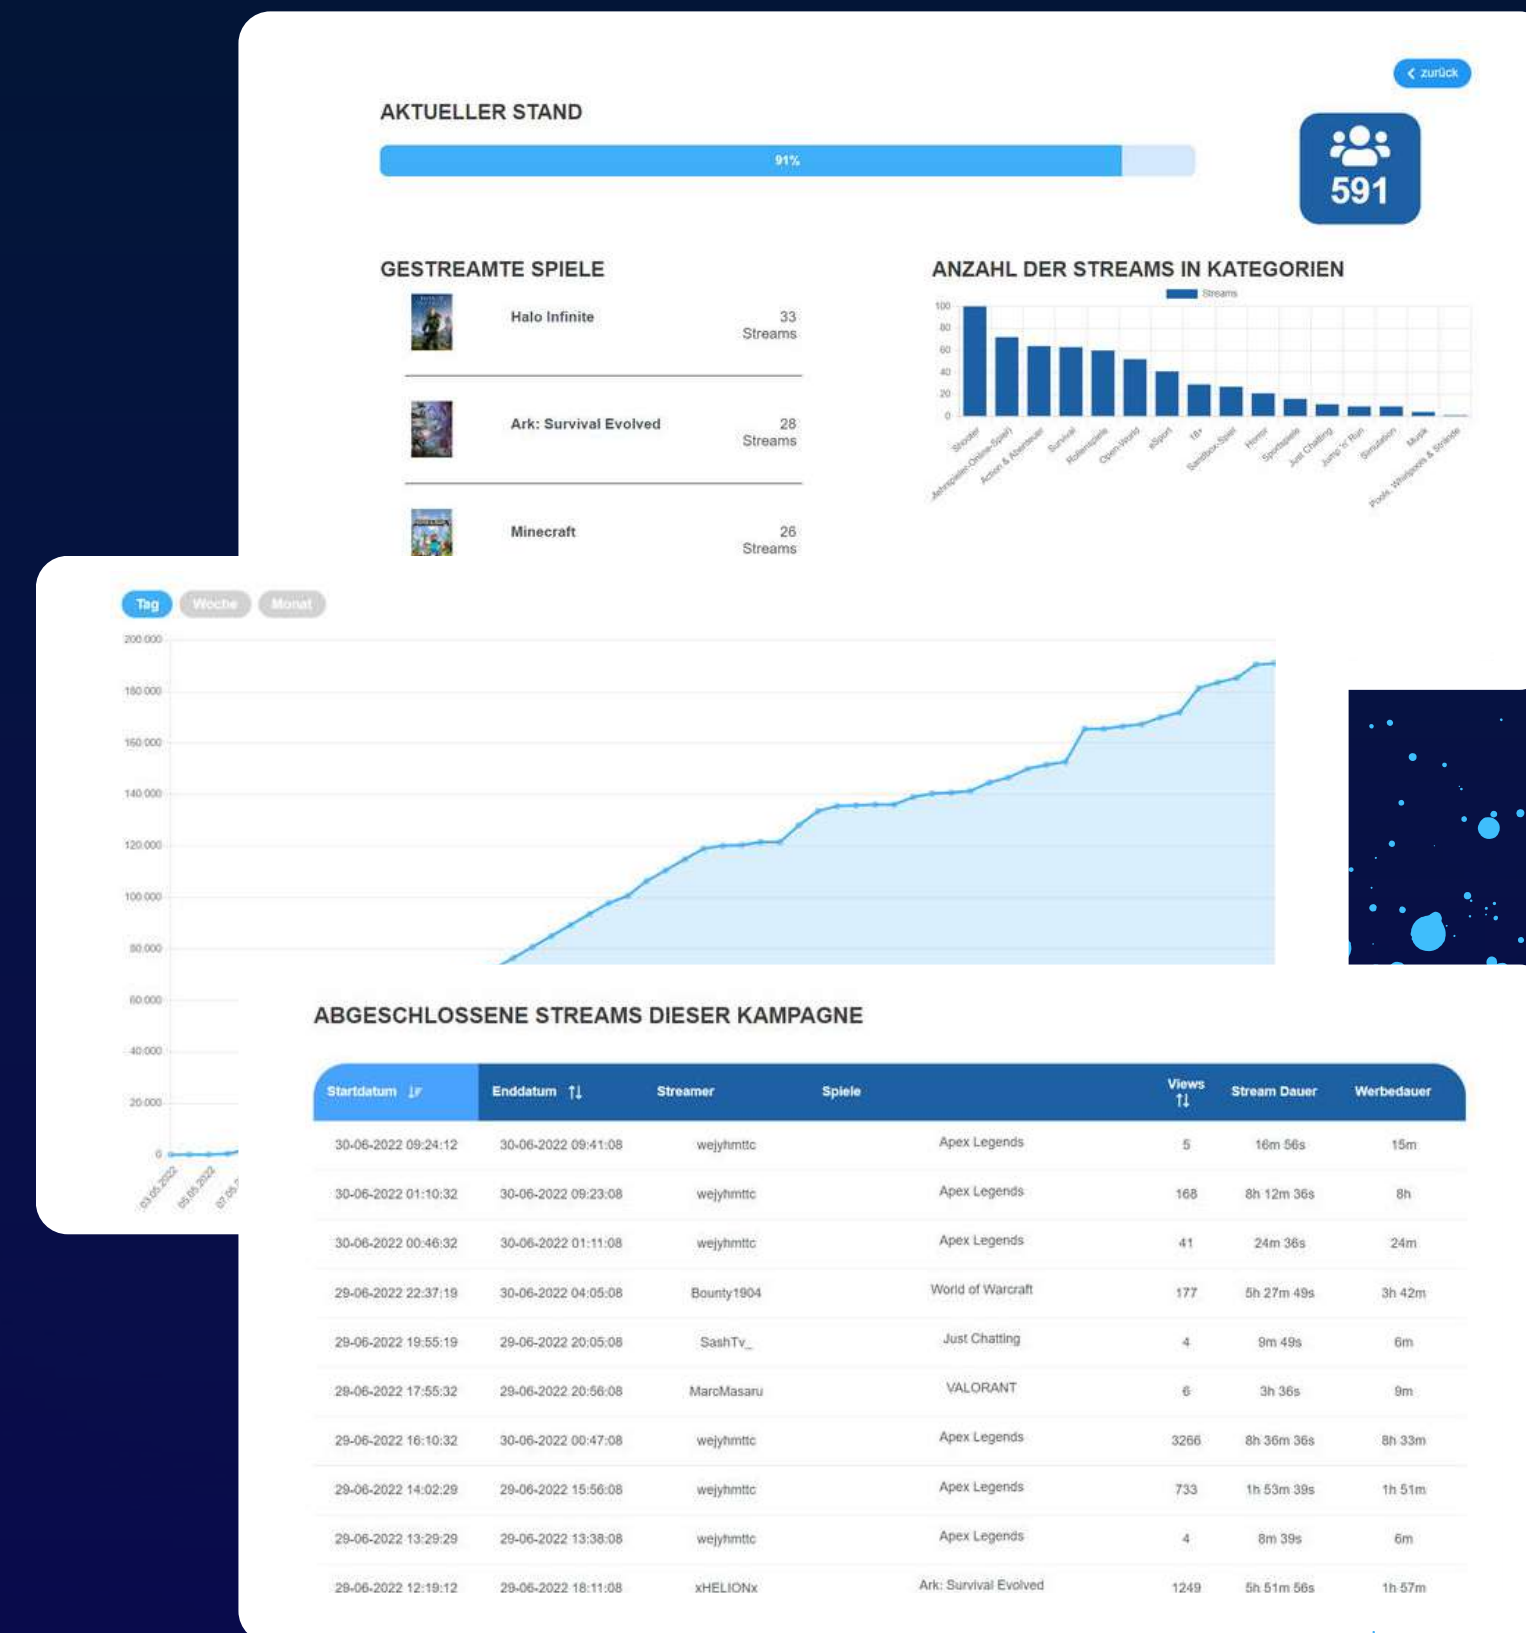 zurück
AKTUELLER STAND
91%
591
GESTREAMTE SPIELE
Halo Infinite 33
Streams
Ark: Survival Evolved 28
Streams
Minecraft 26
Streams
ANZAHL DER STREAMS IN KATEGORIEN
Streams
100
80
60
40
20
0
Shooter
Action & Abenteuer
Survival
Rollenspiele
Open-World
eSport
18+
Sandbox-Spiel
Horror
Sportspiele
Just Chatting
Jump 'n' Run
Simulation
Musik
Pools, Whirlpools & Strände
Tag Woche Monat
200.000
180.000
160.000
140.000
120.000
100.000
80.000
60.000
40.000
20.000
0
03.05.2022
05.05.2022
07.05.
ABGESCHLOSSENE STREAMS DIESER KAMPAGNE
Startdatum Enddatum Streamer Spiele Views Stream Dauer Werbedauer
30-06-2022 09:24:12 30-06-2022 09:41:08 wejyhmttc Apex Legends 5 16m 56s 15m
30-06-2022 01:10:32 30-06-2022 09:23:08 wejyhmttc Apex Legends 168 8h 12m 36s 8h
30-06-2022 00:46:32 30-06-2022 01:11:08 wejyhmttc Apex Legends 41 24m 36s 24m
29-06-2022 22:37:19 30-06-2022 04:05:08 Bounty1904 World of Warcraft 177 5h 27m 49s 3h 42m
29-06-2022 19:55:19 29-06-2022 20:05:08 SashTv_ Just Chatting 4 9m 49s 6m
29-06-2022 17:55:32 29-06-2022 20:56:08 MarcMasaru VALORANT 6 3h 36s 9m
29-06-2022 16:10:32 30-06-2022 00:47:08 wejyhmttc Apex Legends 3266 8h 36m 36s 8h 33m
29-06-2022 14:02:29 29-06-2022 15:56:08 wejyhmttc Apex Legends 733 1h 53m 39s 1h 51m
29-06-2022 13:29:29 29-06-2022 13:38:08 wejyhmttc Apex Legends 4 8m 39s 6m
29-06-2022 12:19:12 29-06-2022 18:11:08 xHELIONx Ark: Survival Evolved 1249 5h 51m 56s 1h 57m